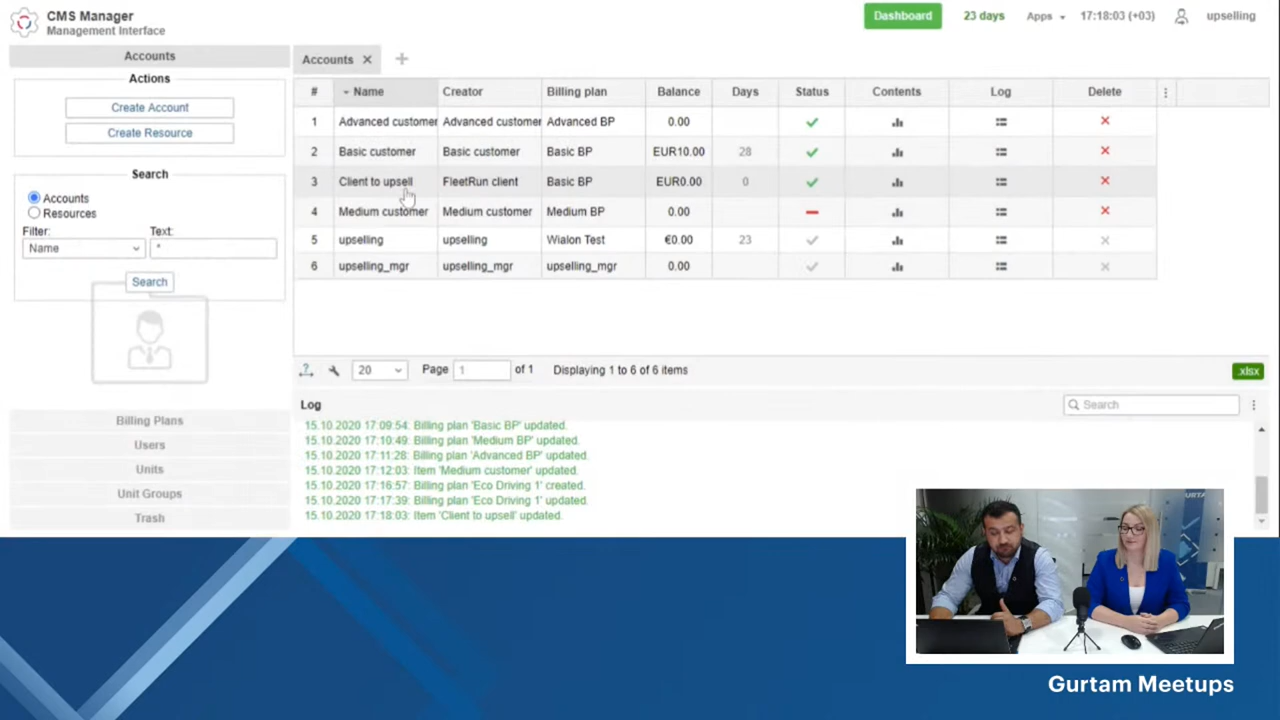 CMS Manager
Management Interface
Dashboard
23 days
Apps
17:18:03 (+03)
upselling
Accounts
Actions
Create Account
Create Resource
Search
Accounts
Resources
Filter:
Text:
Name
*
Search
Billing Plans
Users
Units
Unit Groups
Trash
Accounts
# Name Creator Billing plan Balance Days Status Contents Log Delete
1 Advanced customer Advanced customer Advanced BP 0.00
2 Basic customer Basic customer Basic BP EUR10.00 28
3 Client to upsell FleetRun client Basic BP EUR0.00 0
4 Medium customer Medium customer Medium BP 0.00
5 upselling upselling Wialon Test €0.00 23
6 upselling_mgr upselling_mgr upselling_mgr 0.00
20 Page 1 of 1 Displaying 1 to 6 of 6 items
.xlsx
Log
Search
15.10.2020 17:09:54: Billing plan 'Basic BP' updated.
15.10.2020 17:10:49: Billing plan 'Medium BP' updated.
15.10.2020 17:11:28: Billing plan 'Advanced BP' updated.
15.10.2020 17:12:03: Item 'Medium customer' updated.
15.10.2020 17:16:57: Billing plan 'Eco Driving 1' created.
15.10.2020 17:17:39: Billing plan 'Eco Driving 1' updated.
15.10.2020 17:18:03: Item 'Client to upsell' updated.
Gurtam Meetups